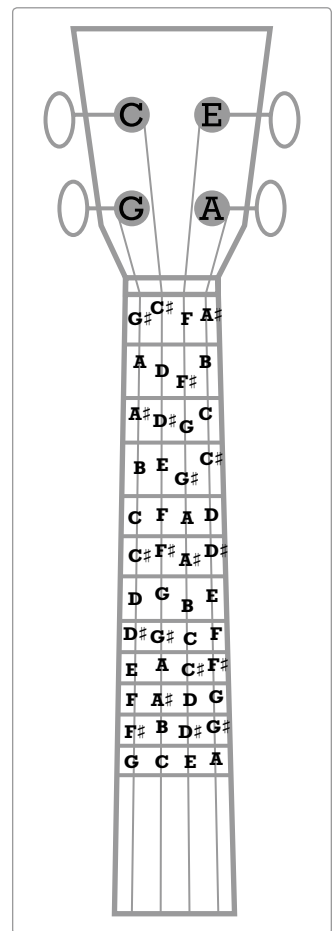 C E
G A
G♯ C♯ F A♯
A D F♯ B
A♯ D♯ G C
B E G♯ C♯
C F A D
C♯ F♯ A♯ D♯
D G B E
D♯ G♯ C F
E A C♯ F♯
F A♯ D G
F♯ B D♯ G♯
G C E A